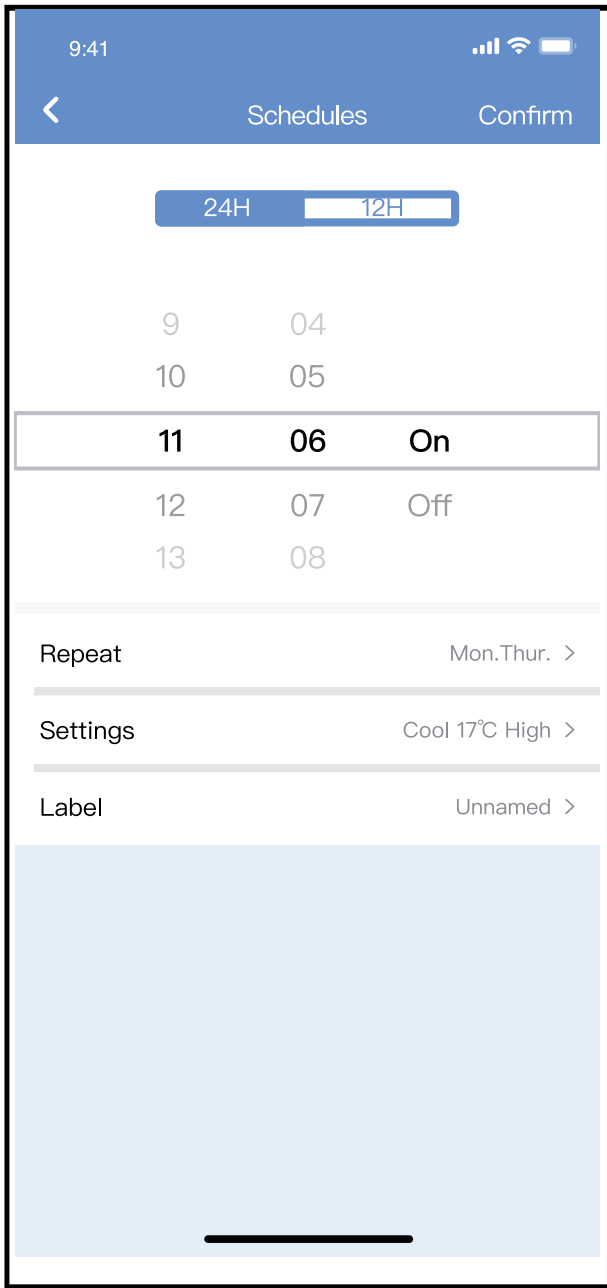 9:41
Schedules Confirm
24H 12H
9 04
10 05
11 06 On
12 07 Off
13 08
Repeat Mon.Thur. >
Settings Cool 17℃ High >
Label Unnamed >